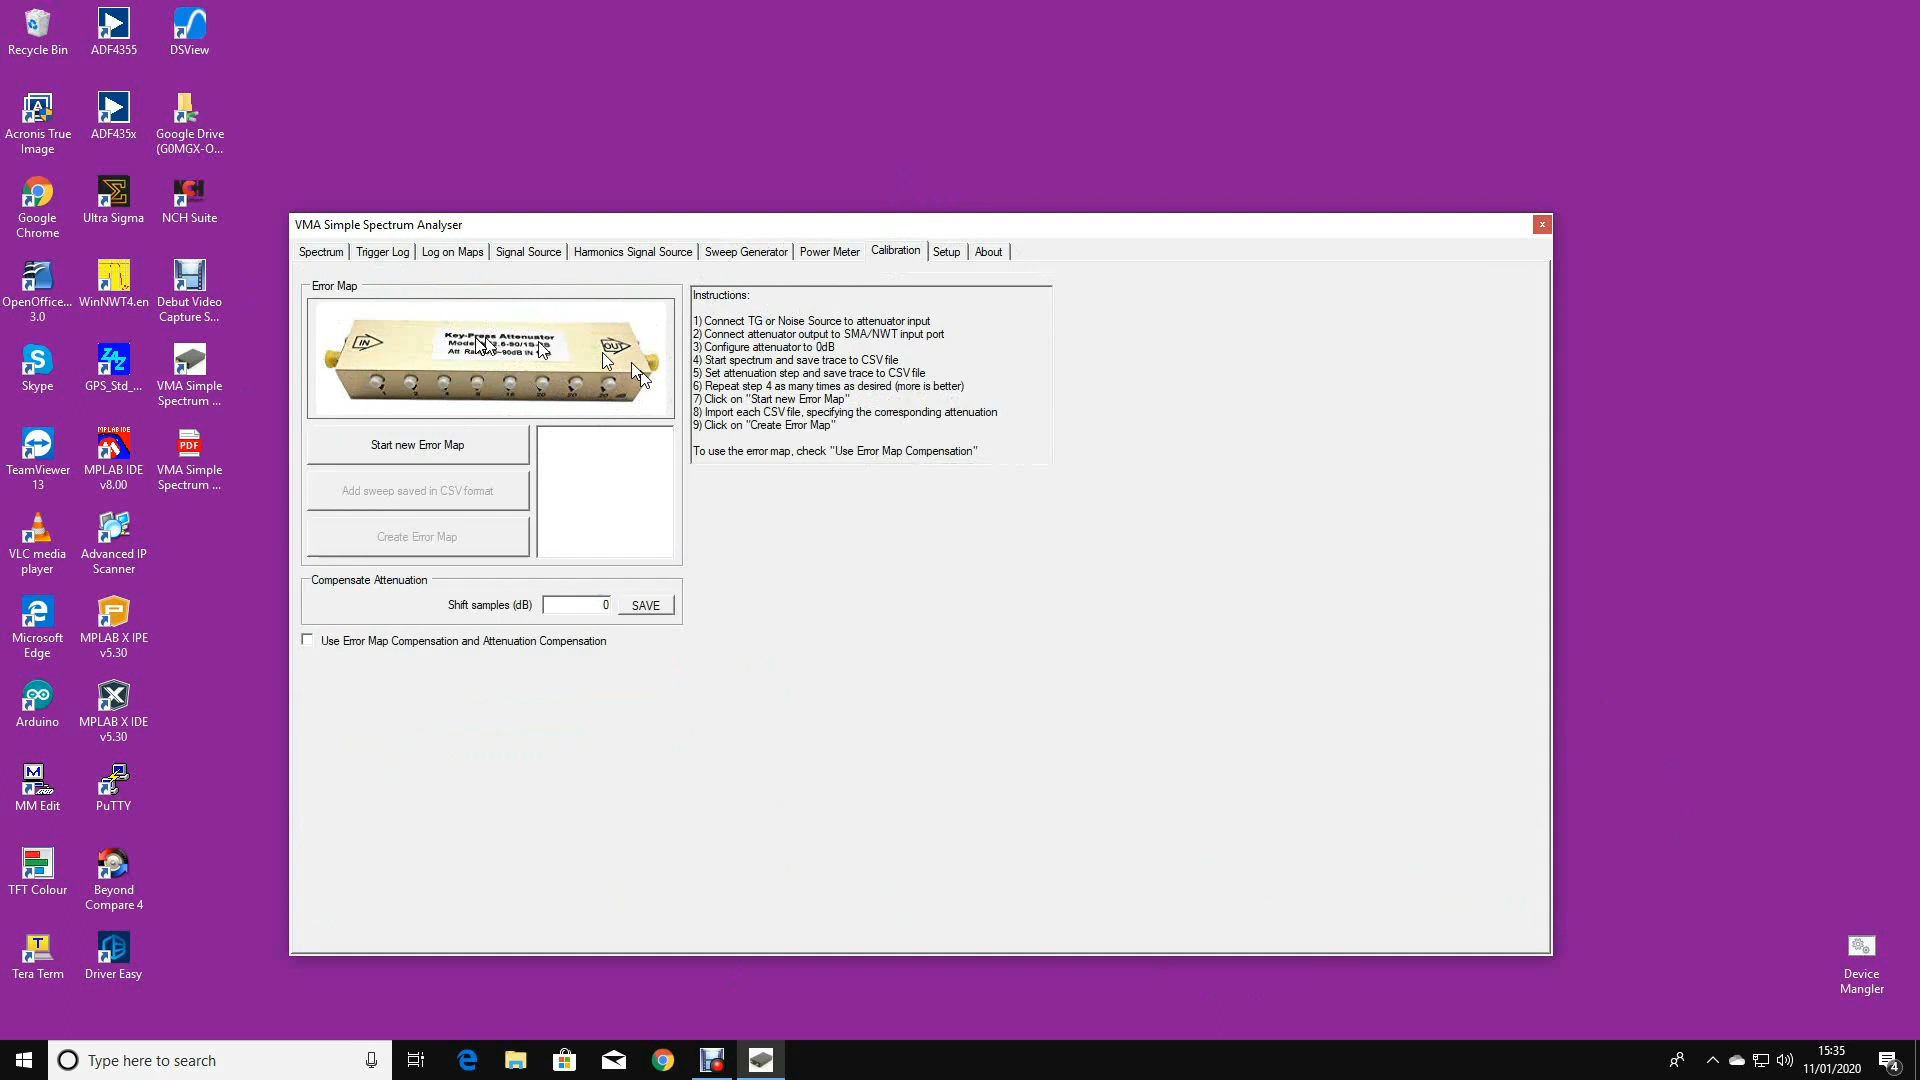 Recycle Bin
ADF4355
DSView
Acronis True
Image
ADF435x
Google Drive
(G0MGX-O...
Google
Chrome
Ultra Sigma
NCH Suite
OpenOffice...
3.0
WinNWT4.en
Debut Video
Capture S...
Skype
GPS_Std_...
VMA Simple
Spectrum ...
TeamViewer
13
MPLAB IDE
v8.00
VMA Simple
Spectrum ...
VLC media
player
Advanced IP
Scanner
Microsoft
Edge
MPLAB X IPE
v5.30
Arduino
MPLAB X IDE
v5.30
MM Edit
PuTTY
TFT Colour
Beyond
Compare 4
Tera Term
Driver Easy
VMA Simple Spectrum Analyser
Spectrum
Trigger Log
Log on Maps
Signal Source
Harmonics Signal Source
Sweep Generator
Power Meter
Calibration
Setup
About
Error Map
IN
Key-Press Attenuator
OUT
Start new Error Map
Add sweep saved in CSV format
Create Error Map
Compensate Attenuation
Shift samples (dB)
0
SAVE
Use Error Map Compensation and Attenuation Compensation
Instructions:
1) Connect TG or Noise Source to attenuator input
2) Connect attenuator output to SMA/NWT input port
3) Configure attenuator to 0dB
4) Start spectrum and save trace to CSV file
5) Set attenuation step and save trace to CSV file
6) Repeat step 4 as many times as desired (more is better)
7) Click on "Start new Error Map"
8) Import each CSV file, specifying the corresponding attenuation
9) Click on "Create Error Map"
To use the error map, check "Use Error Map Compensation"
Device
Mangler
Type here to search
15:35
11/01/2020
4